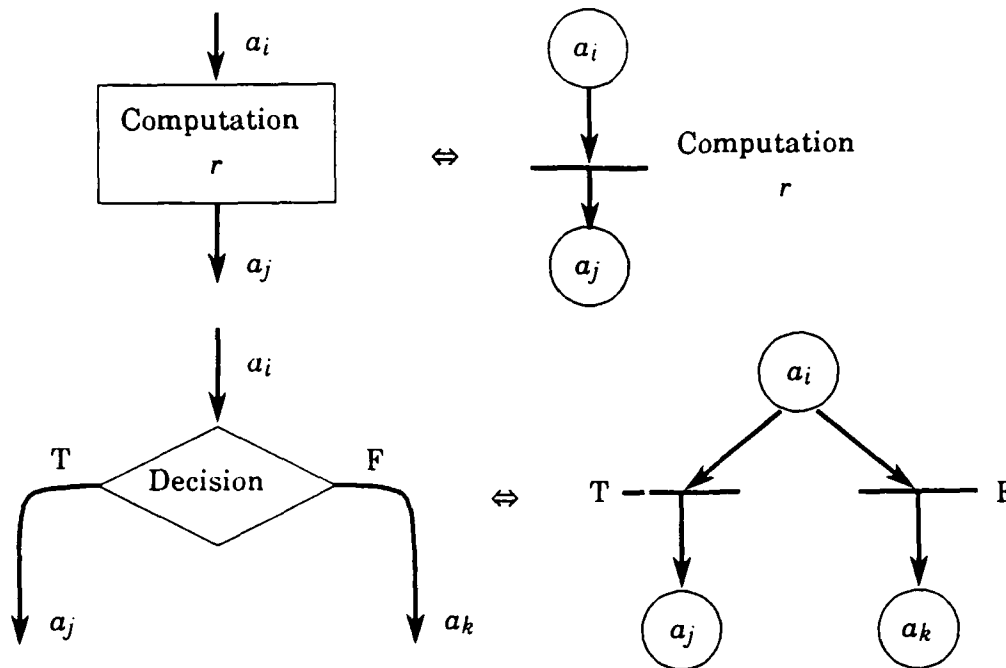 a_i
a_i
Computation
r
⇔
Computation
r
a_j
a_j
a_i
a_i
T
Decision
F
⇔
T
a_j
a_k
a_j
a_k